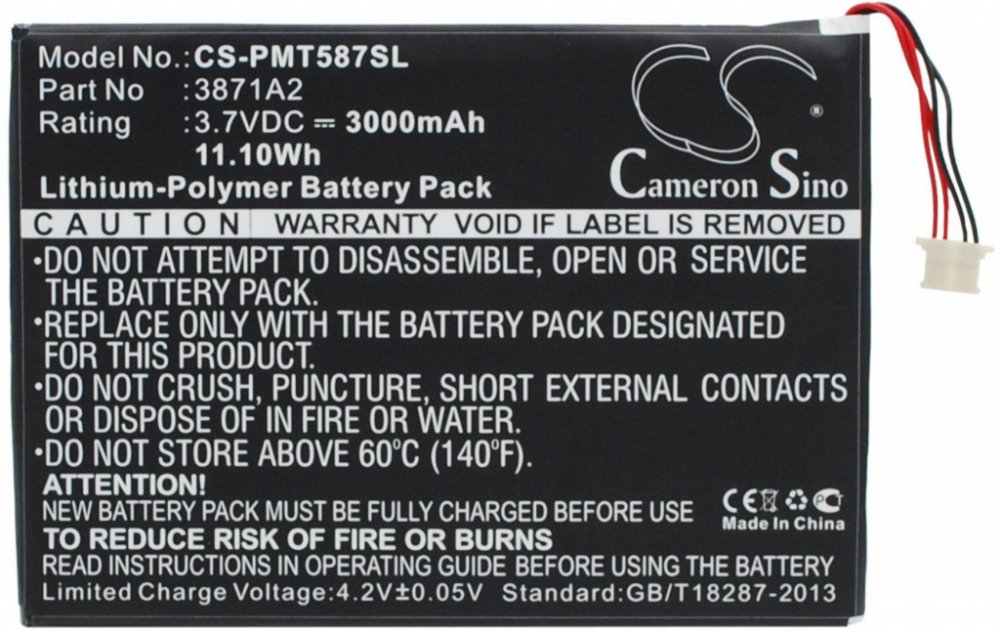 Model No.:CS-PMT587SL
Part No :3871A2
Rating :3.7VDC ⎓ 3000mAh
11.10Wh
Lithium-Polymer Battery Pack
CS
®
Cameron Sino
CAUTION WARRANTY VOID IF LABEL IS REMOVED
•DO NOT ATTEMPT TO DISASSEMBLE, OPEN OR SERVICE
THE BATTERY PACK.
•REPLACE ONLY WITH THE BATTERY PACK DESIGNATED
FOR THIS PRODUCT.
•DO NOT CRUSH, PUNCTURE, SHORT EXTERNAL CONTACTS
OR DISPOSE OF IN FIRE OR WATER.
•DO NOT STORE ABOVE 60°C (140°F).
ATTENTION!
NEW BATTERY PACK MUST BE FULLY CHARGED BEFORE USE
TO REDUCE RISK OF FIRE OR BURNS
READ INSTRUCTIONS IN OPERATING MANUAL BEFORE USE
CE
Made In China
Limited Charge Voltage:4.2V±0.05V Standard:GB/T18287-2013